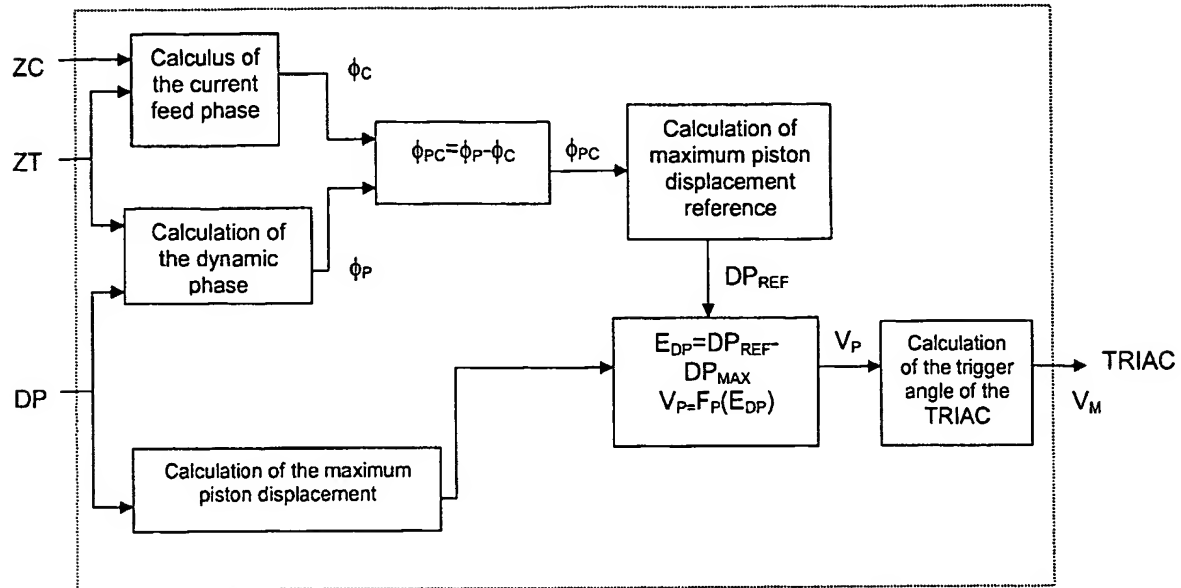 ZC
Calculus of
the current
feed phase
ϕC
ZT
ϕPC=ϕP-ϕC
ϕPC
Calculation of
maximum piston
displacement
reference
Calculation of
the dynamic
phase
ϕP
DPREF
DP
EDP=DPREF-
DPMAX
VP=FP(EDP)
VP
Calculation
of the trigger
angle of the
TRIAC
TRIAC
VM
Calculation of the maximum
piston displacement